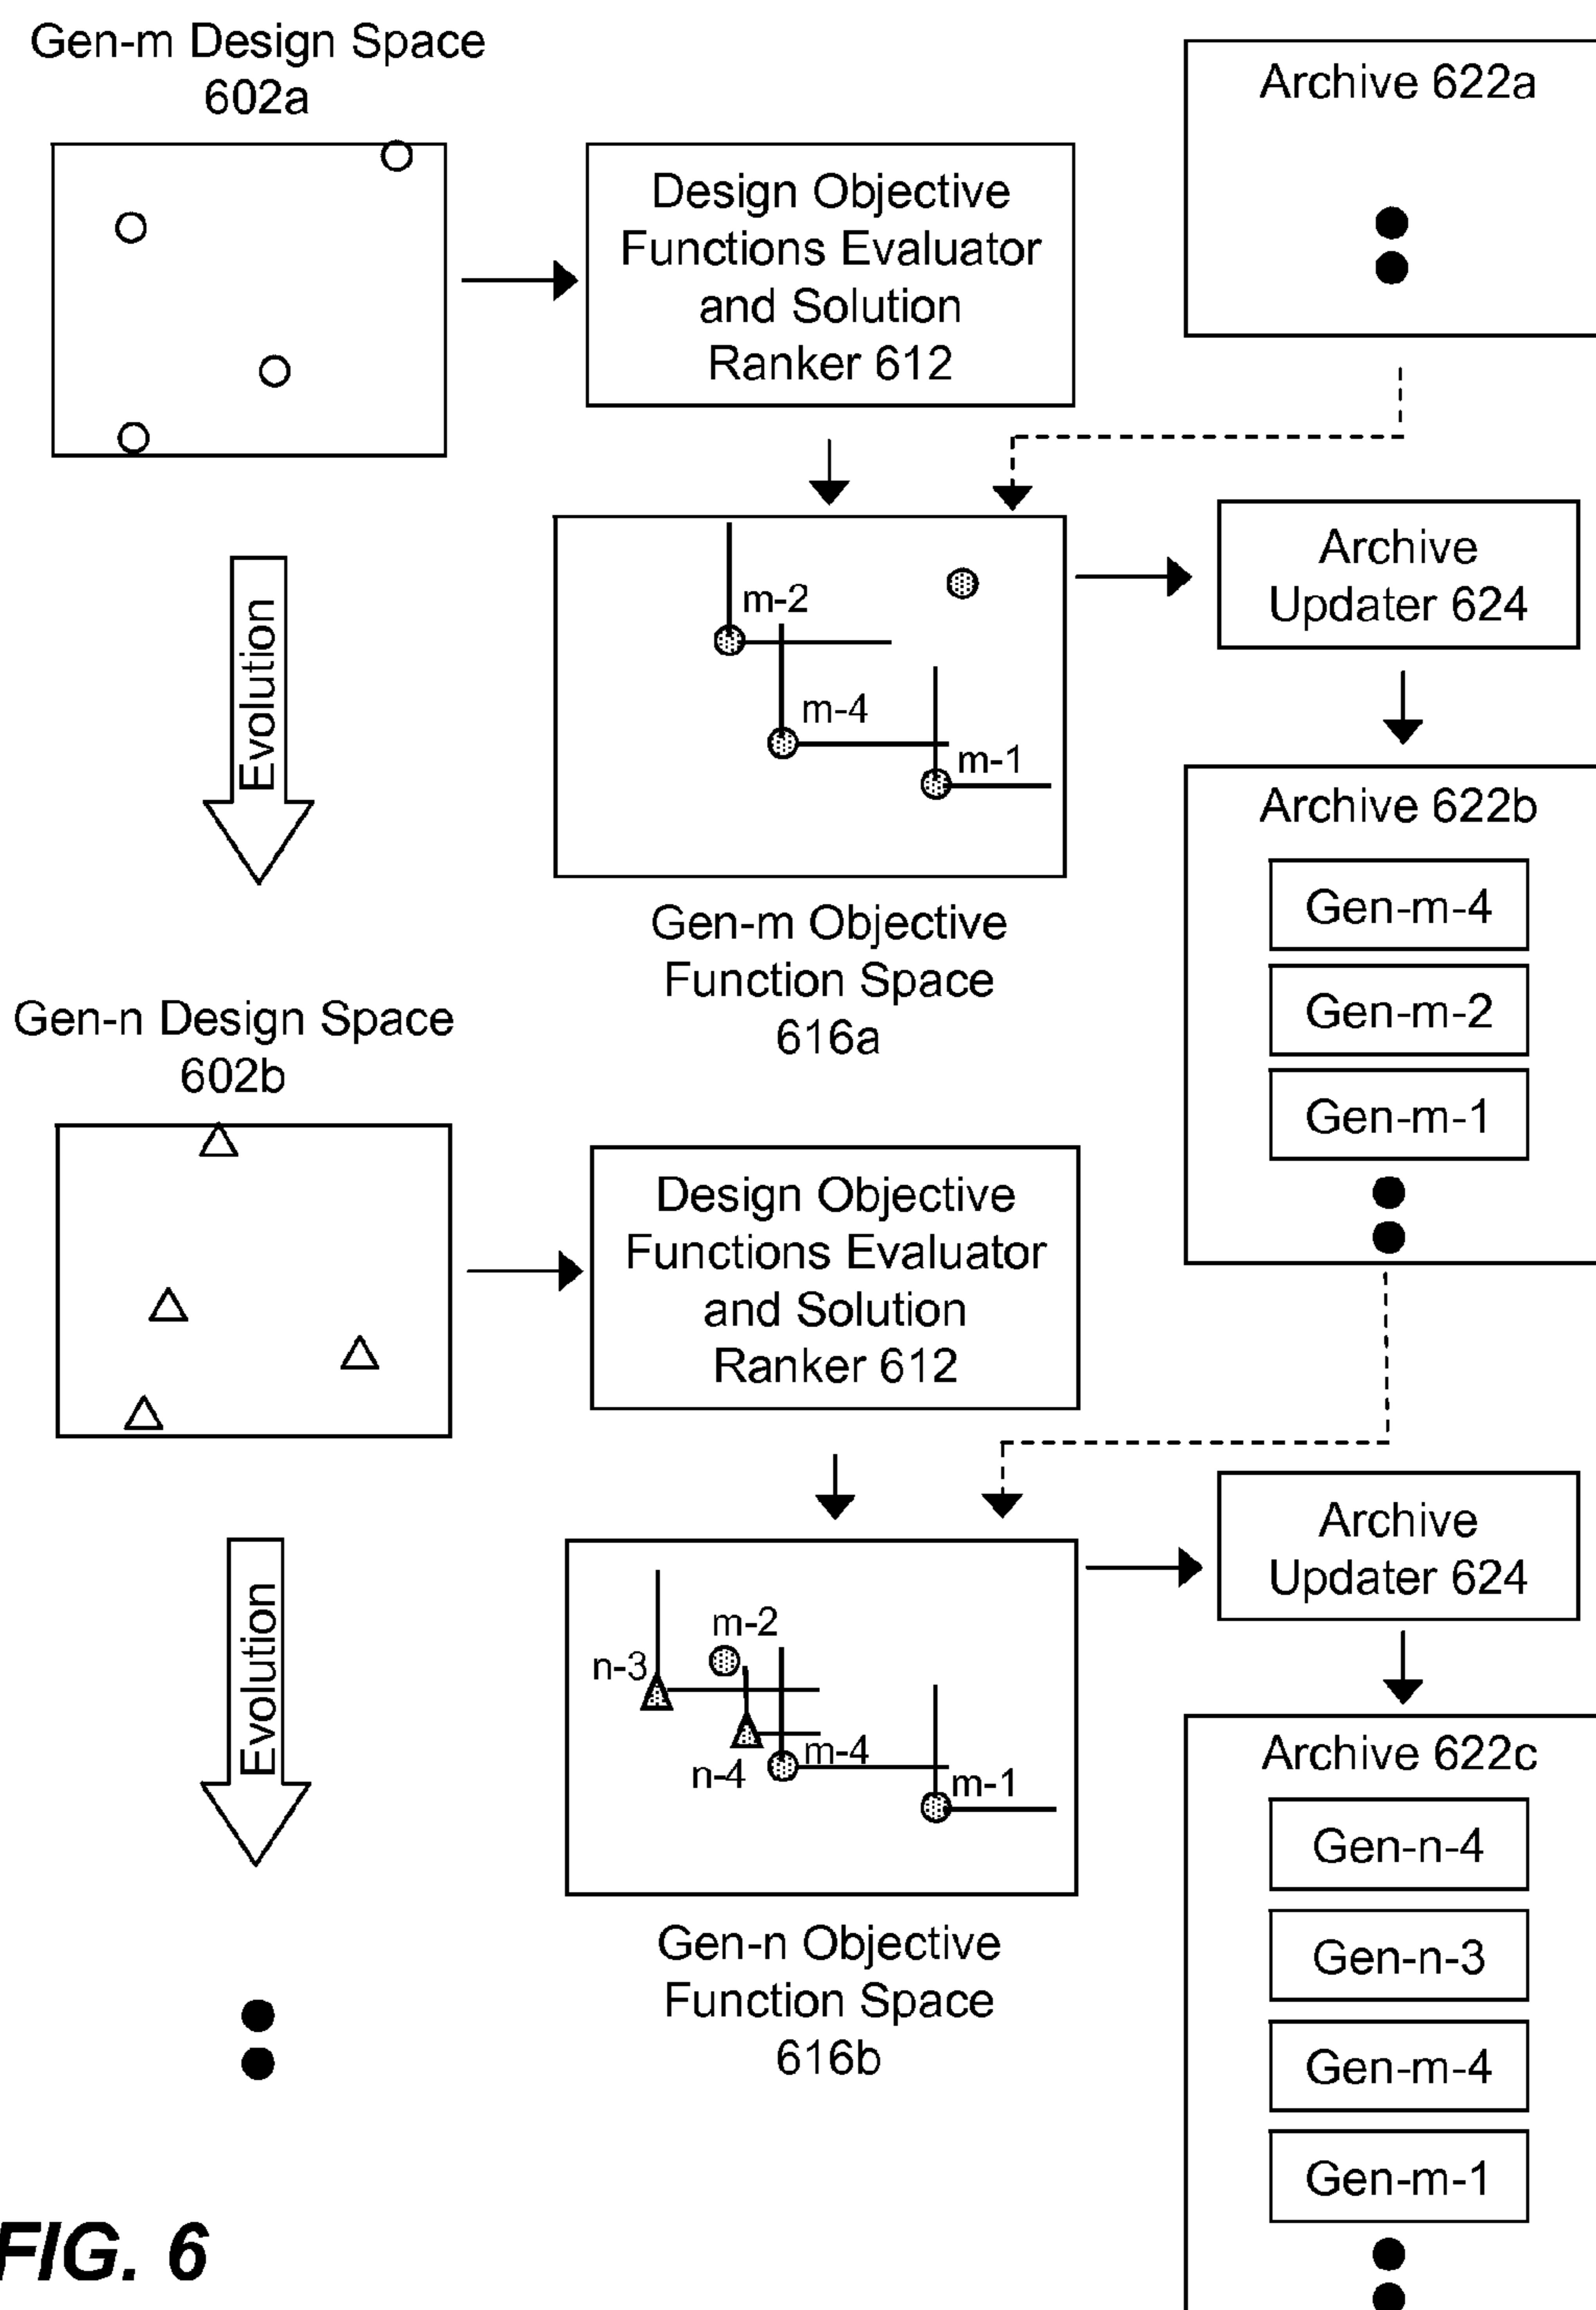 Gen-m Design Space
602a
Design Objective
Functions Evaluator
and Solution
Ranker 612
Archive 622a
Evolution
m-2
m-4
m-1
Gen-m Objective
Function Space
616a
Archive
Updater 624
Archive 622b
Gen-m-4
Gen-m-2
Gen-m-1
Gen-n Design Space
602b
Design Objective
Functions Evaluator
and Solution
Ranker 612
Evolution
m-2
n-3
m-4
n-4
m-1
Gen-n Objective
Function Space
616b
Archive
Updater 624
Archive 622c
Gen-n-4
Gen-n-3
Gen-m-4
Gen-m-1
FIG. 6